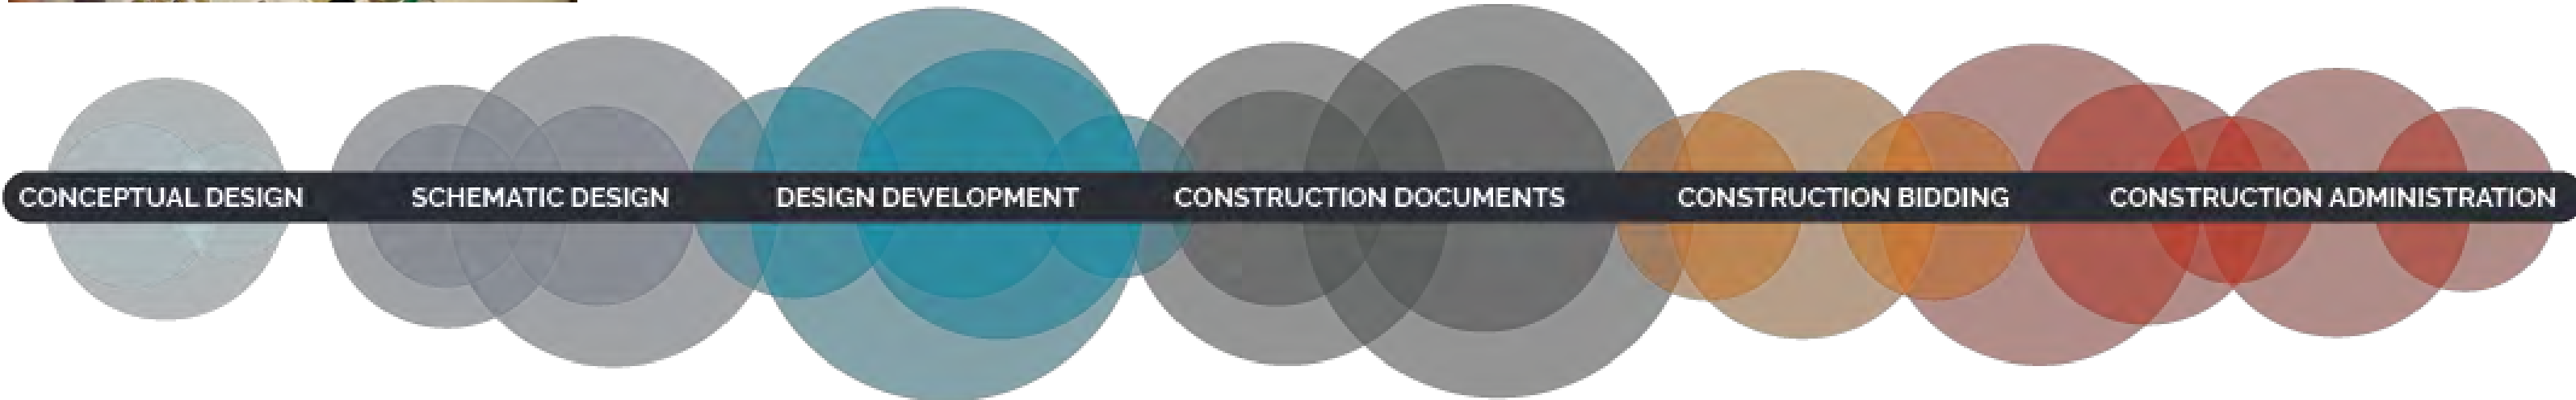 CONCEPTUAL DESIGN SCHEMATIC DESIGN DESIGN DEVELOPMENT CONSTRUCTION DOCUMENTS CONSTRUCTION BIDDING CONSTRUCTION ADMINISTRATION